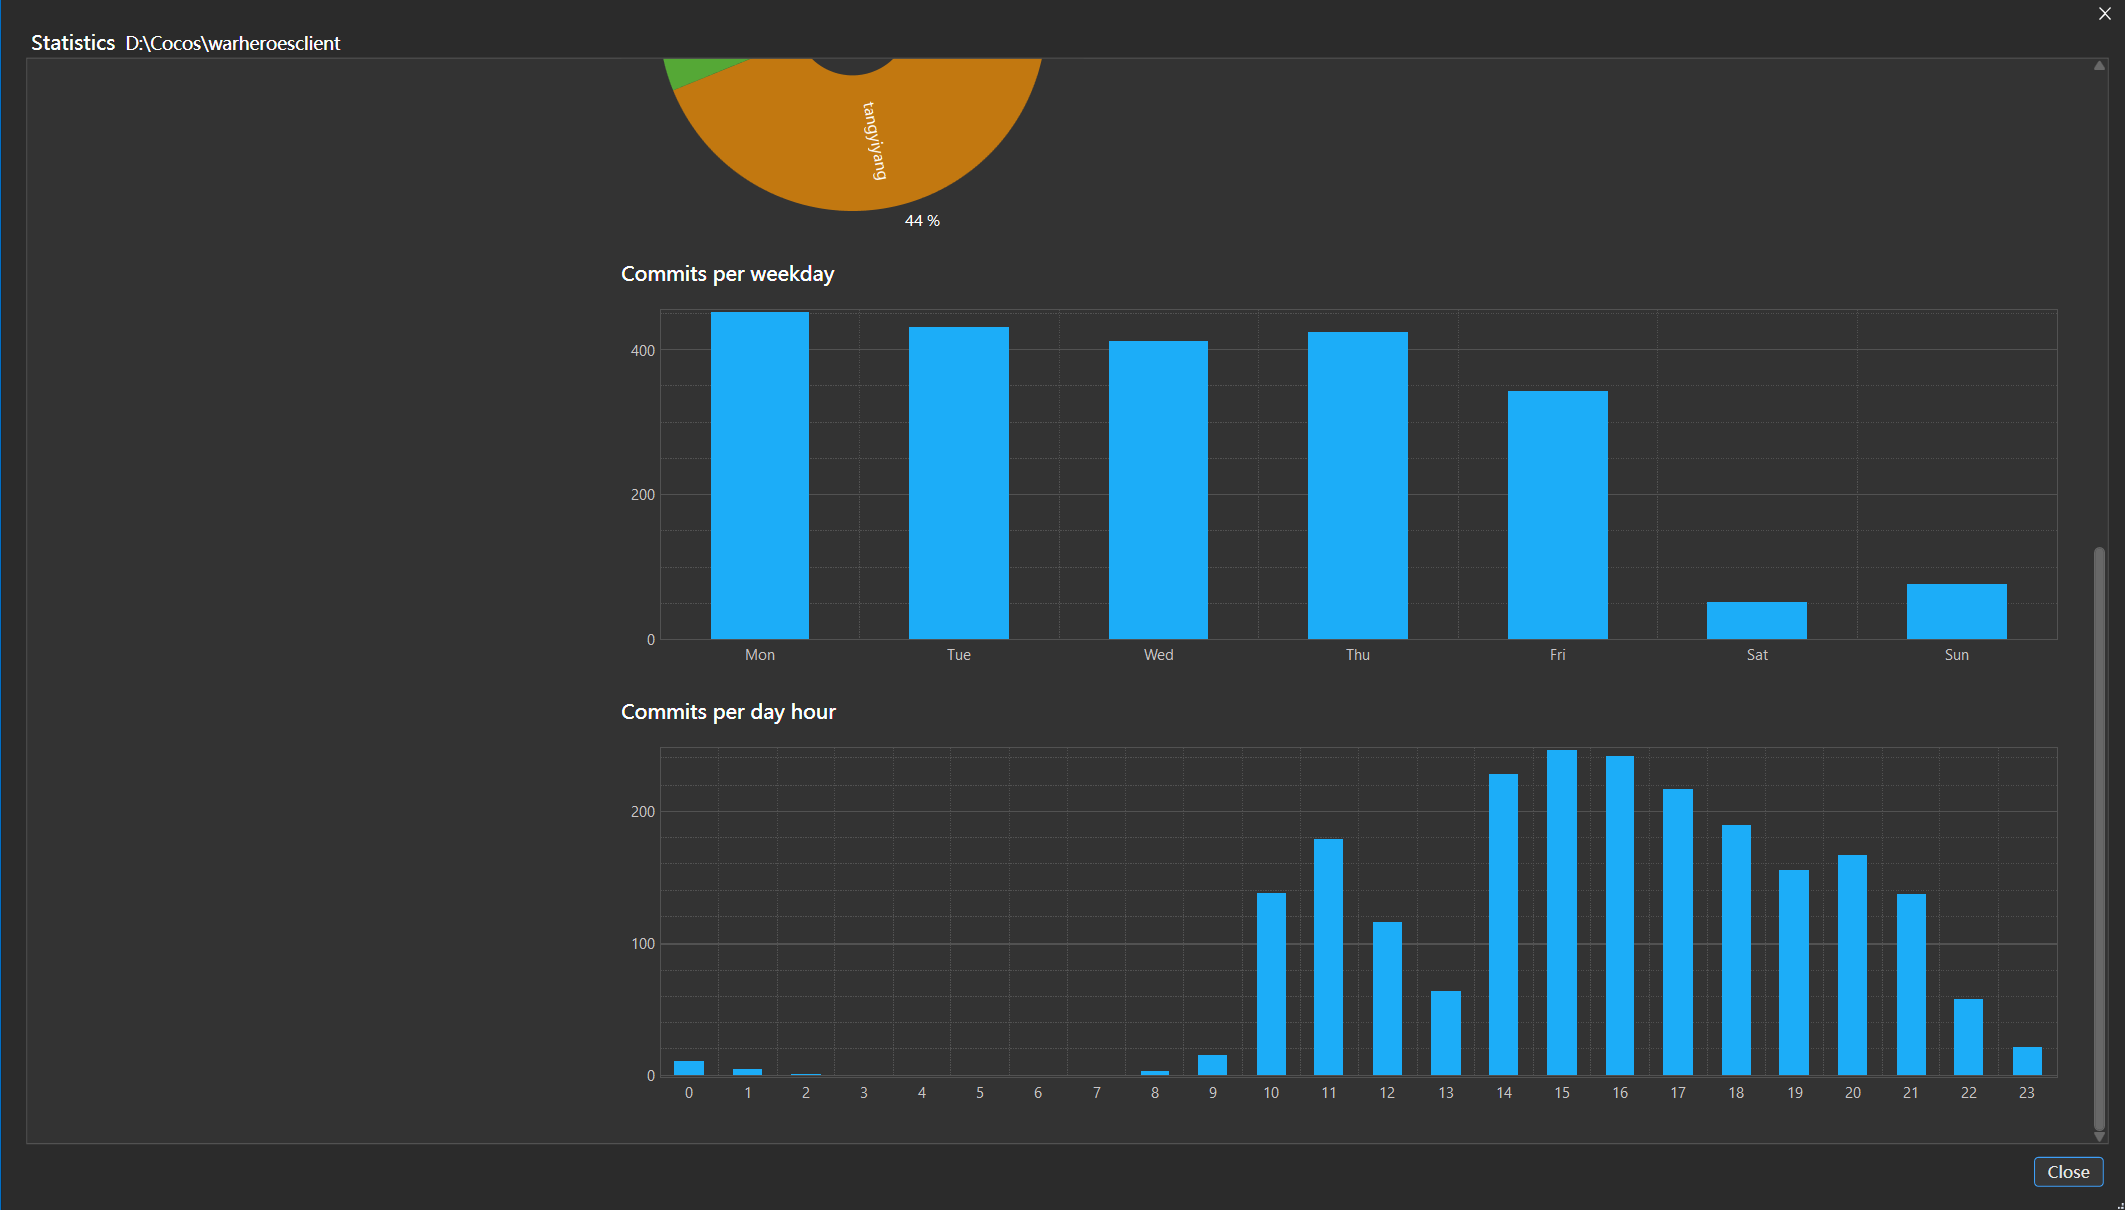 Statistics D:\Cocos\warheroesclient
tangyiyang
44 %
Commits per weekday
400
200
0
Mon Tue Wed Thu Fri Sat Sun
Commits per day hour
200
100
0
0 1 2 3 4 5 6 7 8 9 10 11 12 13 14 15 16 17 18 19 20 21 22 23
Close